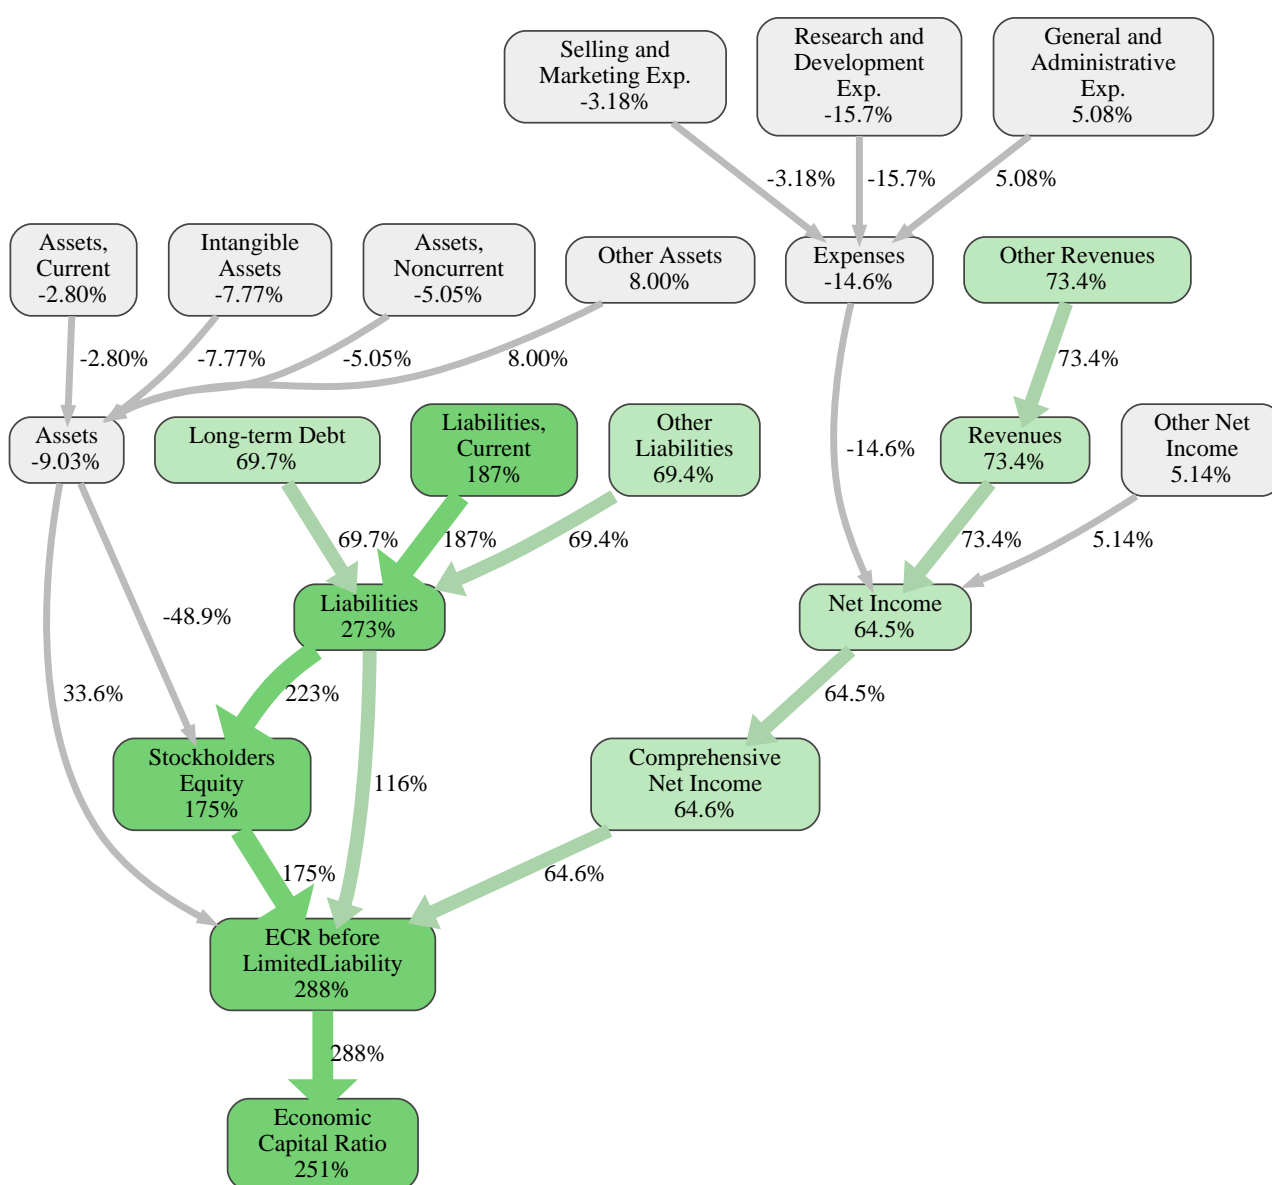 Selling and
Marketing Exp.
-3.18%
Research and
Development
Exp.
-15.7%
General and
Administrative
Exp.
5.08%
-3.18%
-15.7%
5.08%
Assets,
Current
-2.80%
Intangible
Assets
-7.77%
Assets,
Noncurrent
-5.05%
Other Assets
8.00%
Expenses
-14.6%
Other Revenues
73.4%
-2.80%
-7.77%
-5.05%
8.00%
73.4%
Assets
-9.03%
Long-term Debt
69.7%
Liabilities,
Current
187%
Other
Liabilities
69.4%
-14.6%
Revenues
73.4%
Other Net
Income
5.14%
69.7%
187%
69.4%
73.4%
5.14%
Liabilities
273%
Net Income
64.5%
-48.9%
33.6%
223%
64.5%
Stockholders
Equity
175%
116%
Comprehensive
Net Income
64.6%
175%
64.6%
ECR before
LimitedLiability
288%
288%
Economic
Capital Ratio
251%